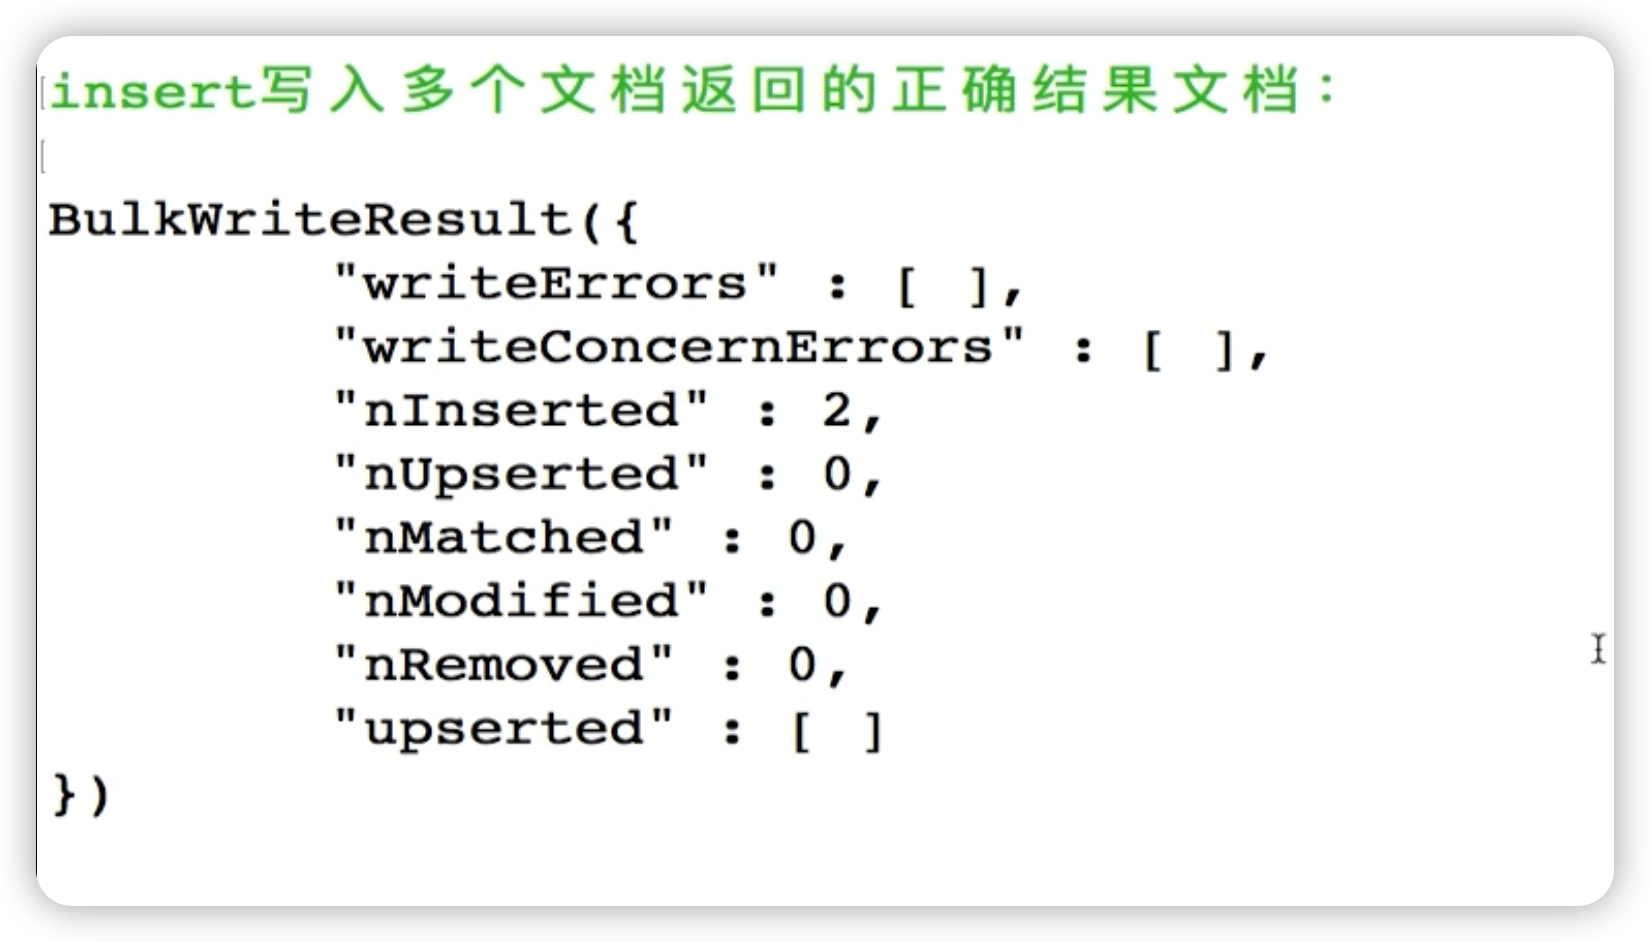 insert写入多个文档返回的正确结果文档：
BulkWriteResult({
"writeErrors" : [ ],
"writeConcernErrors" : [ ],
"nInserted" : 2,
"nUpserted" : 0,
"nMatched" : 0,
"nModified" : 0,
"nRemoved" : 0,
"upserted" : [ ]
})